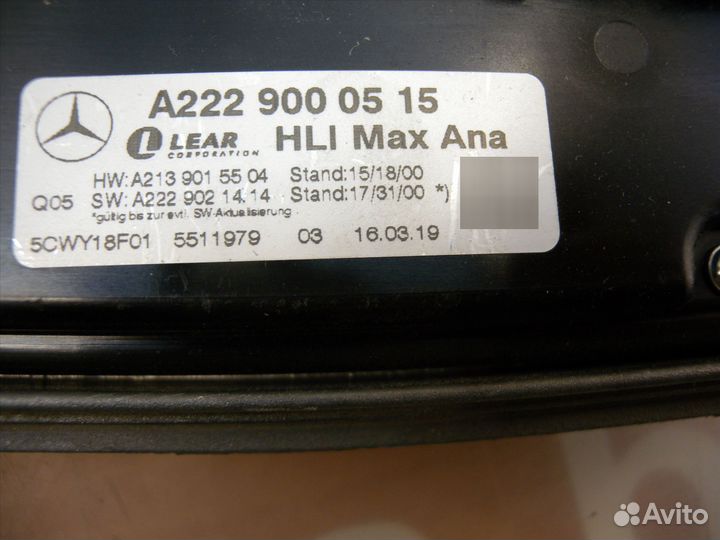 A222 900 05 15
LEAR
CORPORATION
HLI Max Ana
HW:A213 901 55 04 Stand:15/18/00
Q05 SW: A222 902 14.14 Stand:17/31/00 *)
*gültig bis zur evtl. SW-Aktualisierung
5CWY18F01 5511979 03 16.03.19
Avito